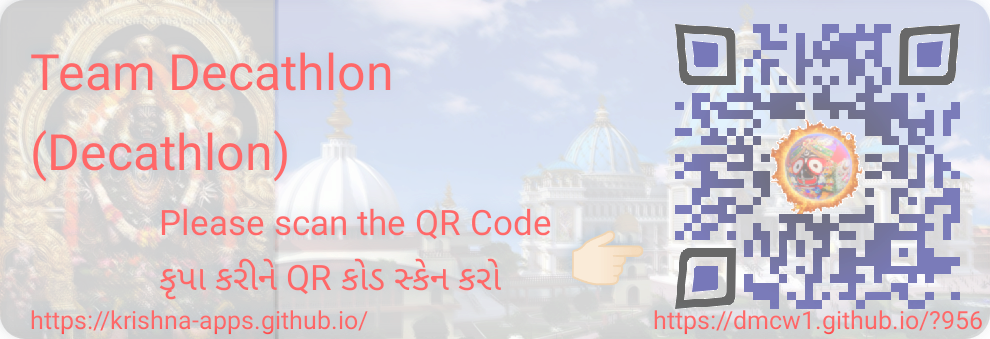 Team Decathlon
(Decathlon)
Please scan the QR Code
કૃપા કરીને QR કોડ સ્કેન કરો
https://krishna-apps.github.io/
https://dmcw1.github.io/?956